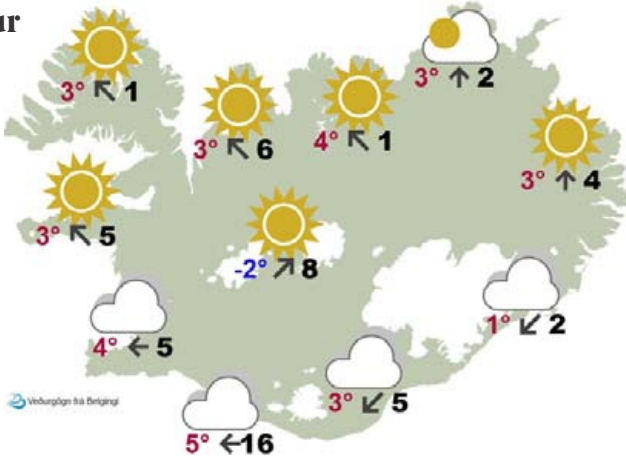 ur
3° ↖ 1
3° ↖ 6
4° ↖ 1
3° ↑ 2
3° ↑ 4
3° ↖ 5
-2° ↗ 8
4° ← 5
1° ↙ 2
3° ↙ 5
5° ← 16
Veðurgögn frá Belgingi